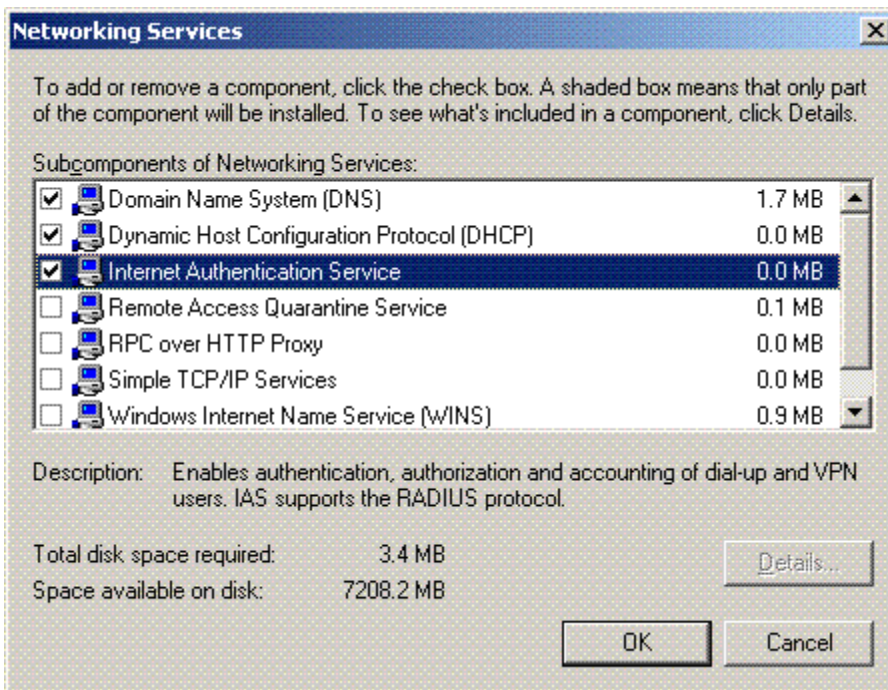 Networking Services
To add or remove a component, click the check box. A shaded box means that only part
of the component will be installed. To see what's included in a component, click Details.
Subcomponents of Networking Services:
Domain Name System (DNS) 1.7 MB
Dynamic Host Configuration Protocol (DHCP) 0.0 MB
Internet Authentication Service 0.0 MB
Remote Access Quarantine Service 0.1 MB
RPC over HTTP Proxy 0.0 MB
Simple TCP/IP Services 0.0 MB
Windows Internet Name Service (WINS) 0.9 MB
Description: Enables authentication, authorization and accounting of dial-up and VPN
users. IAS supports the RADIUS protocol.
Total disk space required: 3.4 MB
Details...
Space available on disk: 7208.2 MB
OK Cancel